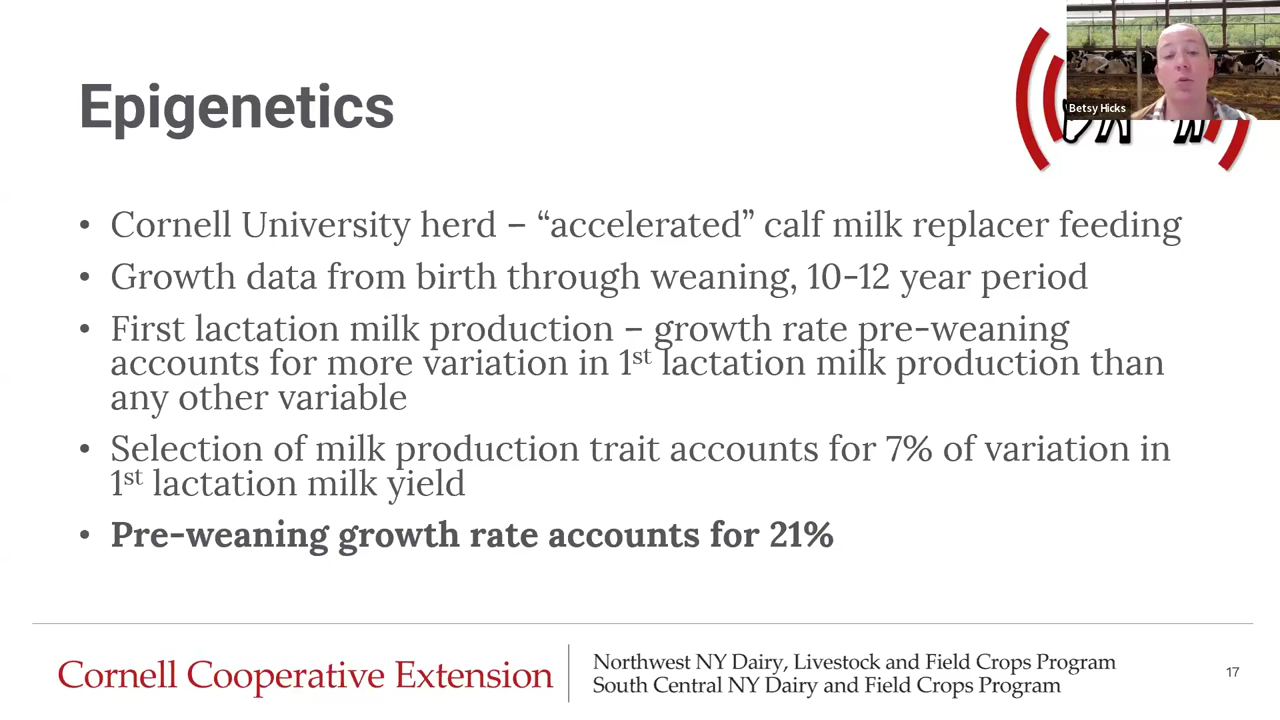 Epigenetics
Betsy Hicks
• Cornell University herd – “accelerated” calf milk replacer feeding
• Growth data from birth through weaning, 10-12 year period
• First lactation milk production – growth rate pre-weaning
accounts for more variation in 1st lactation milk production than
any other variable
• Selection of milk production trait accounts for 7% of variation in
1st lactation milk yield
• Pre-weaning growth rate accounts for 21%
Cornell Cooperative Extension
Northwest NY Dairy, Livestock and Field Crops Program
South Central NY Dairy and Field Crops Program
17